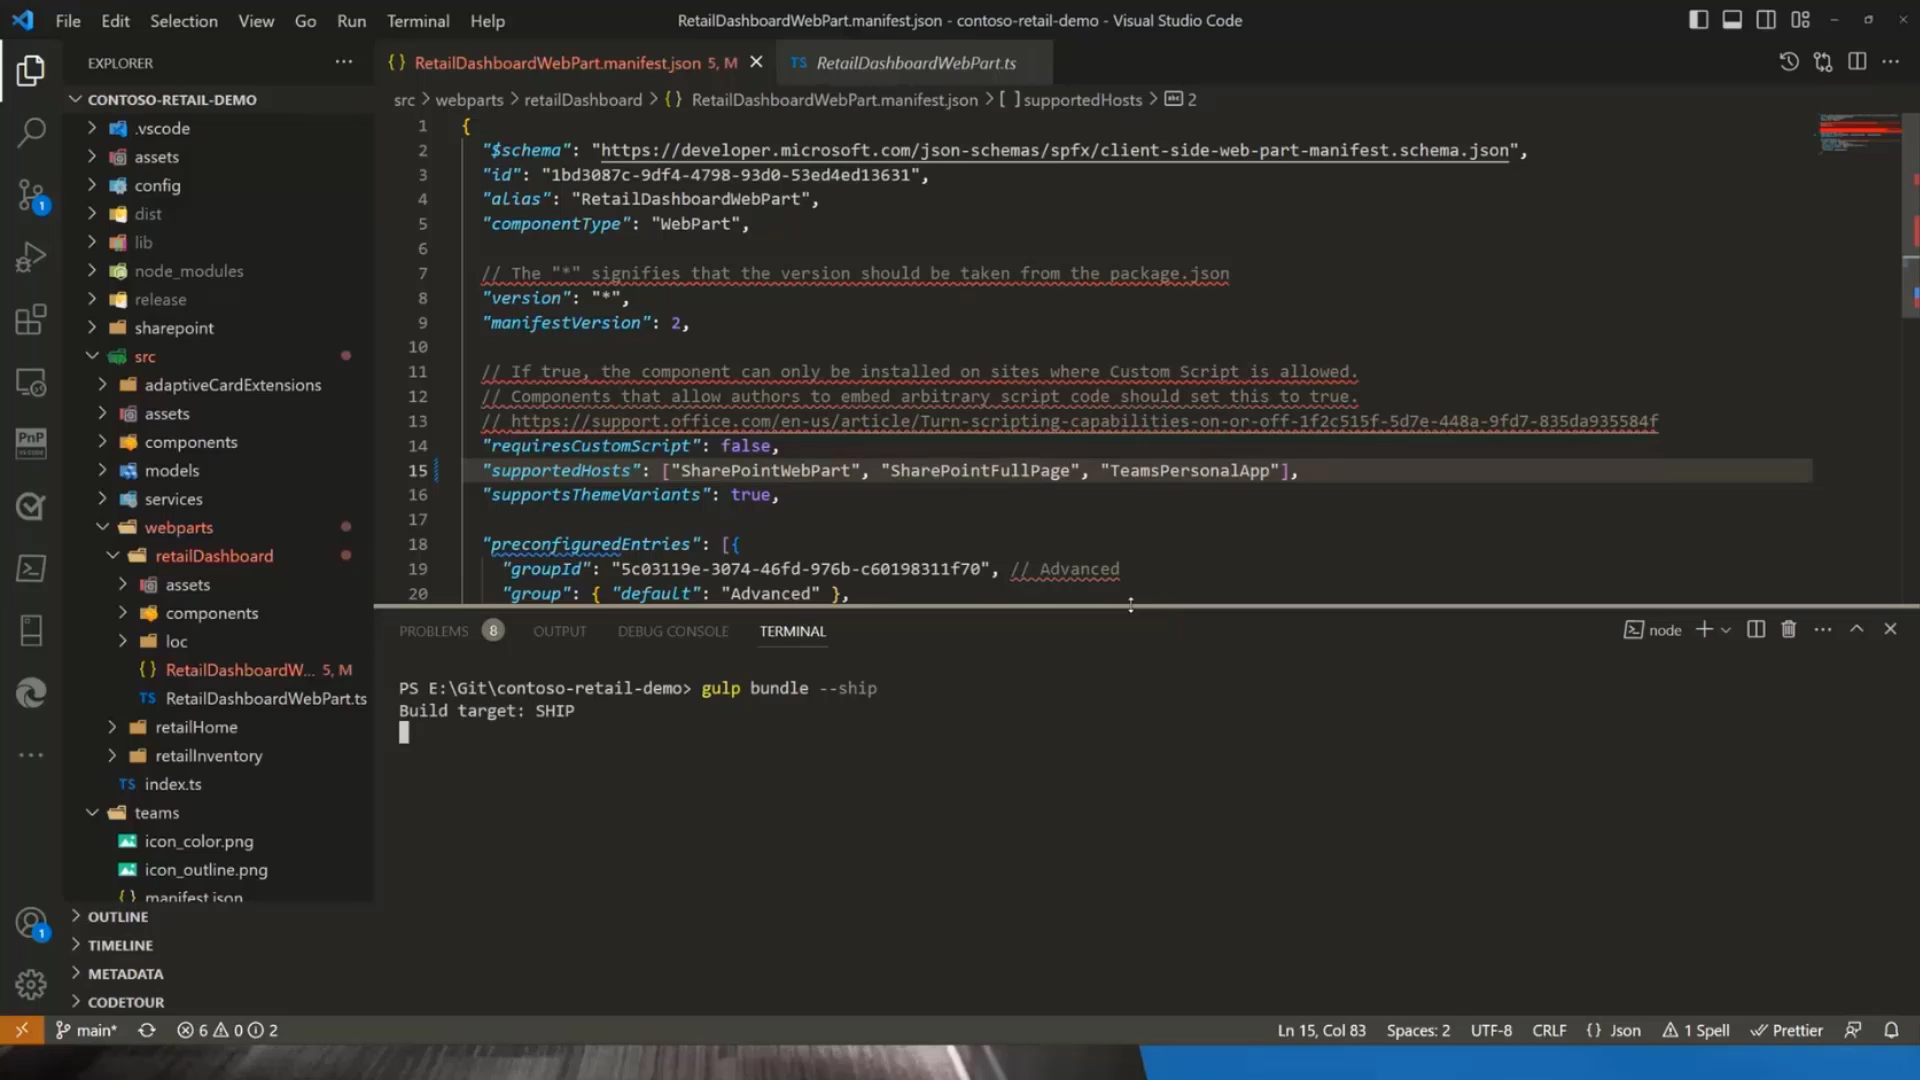 File Edit Selection View Go Run Terminal Help
RetailDashboardWebPart.manifest.json - contoso-retail-demo - Visual Studio Code
EXPLORER
CONTOSO-RETAIL-DEMO
.vscode
assets
config
dist
lib
node_modules
release
sharepoint
src
adaptiveCardExtensions
assets
components
models
services
webparts
retailDashboard
assets
components
loc
{} RetailDashboardW... 5, M
TS RetailDashboardWebPart.ts
retailHome
retailInventory
TS index.ts
teams
icon_color.png
icon_outline.png
{} manifest.json
OUTLINE
TIMELINE
METADATA
CODETOUR
PnP
1
1
{} RetailDashboardWebPart.manifest.json 5, M
TS RetailDashboardWebPart.ts
src > webparts > retailDashboard > {} RetailDashboardWebPart.manifest.json > [ ] supportedHosts > abc 2
1 {
2 "$schema": "https://developer.microsoft.com/json-schemas/spfx/client-side-web-part-manifest.schema.json",
3 "id": "1bd3087c-9df4-4798-93d0-53ed4ed13631",
4 "alias": "RetailDashboardWebPart",
5 "componentType": "WebPart",
6
7 // The "*" signifies that the version should be taken from the package.json
8 "version": "*",
9 "manifestVersion": 2,
10
11 // If true, the component can only be installed on sites where Custom Script is allowed.
12 // Components that allow authors to embed arbitrary script code should set this to true.
13 // https://support.office.com/en-us/article/Turn-scripting-capabilities-on-or-off-1f2c515f-5d7e-448a-9fd7-835da935584f
14 "requiresCustomScript": false,
15 "supportedHosts": ["SharePointWebPart", "SharePointFullPage", "TeamsPersonalApp"],
16 "supportsThemeVariants": true,
17
18 "preconfiguredEntries": [{
19 "groupId": "5c03119e-3074-46fd-976b-c60198311f70", // Advanced
20 "group": { "default": "Advanced" },
PROBLEMS 8 OUTPUT DEBUG CONSOLE TERMINAL
node
PS E:\Git\contoso-retail-demo> gulp bundle --ship
Build target: SHIP
main* 6 0 2
Ln 15, Col 83 Spaces: 2 UTF-8 CRLF {} Json 1 Spell Prettier